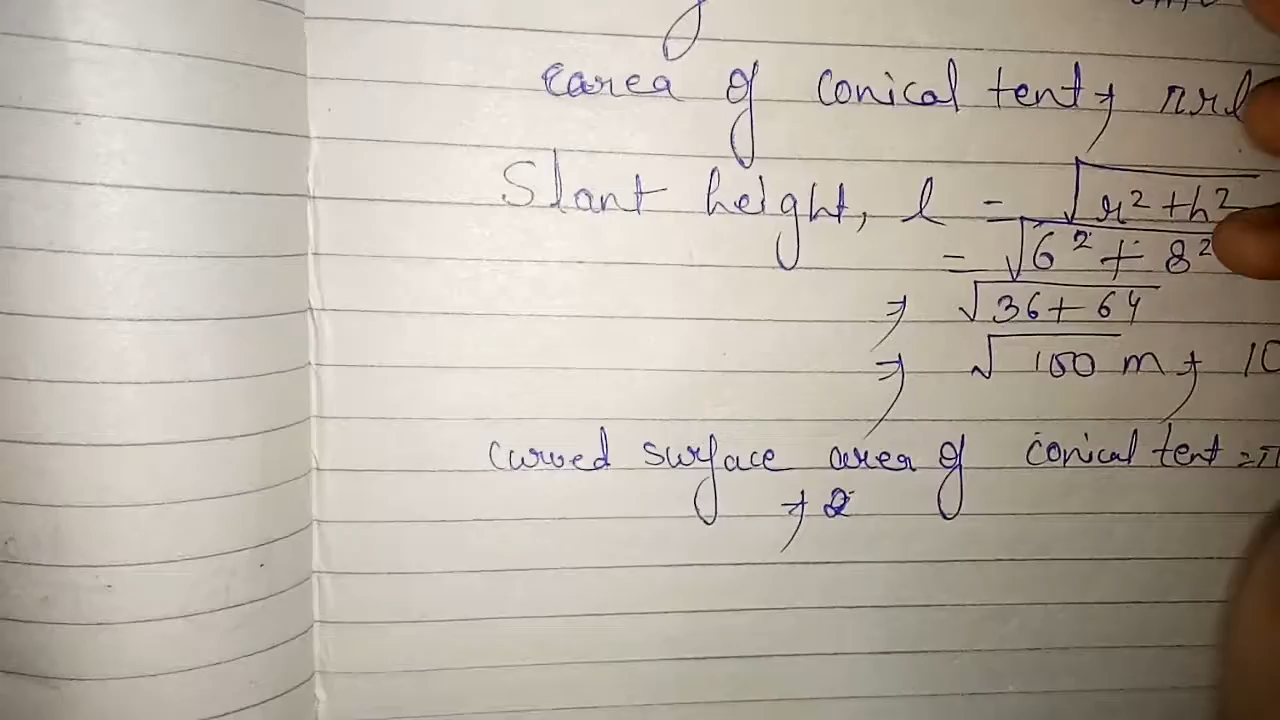 area of conical tent ⇒ πrl
Slant height, l = √r²+h²
= √6² + 8²
⇒ √36+ 64
⇒ √100 m ⇒ 10
curved surface area of conical tent = π
⇒ 2